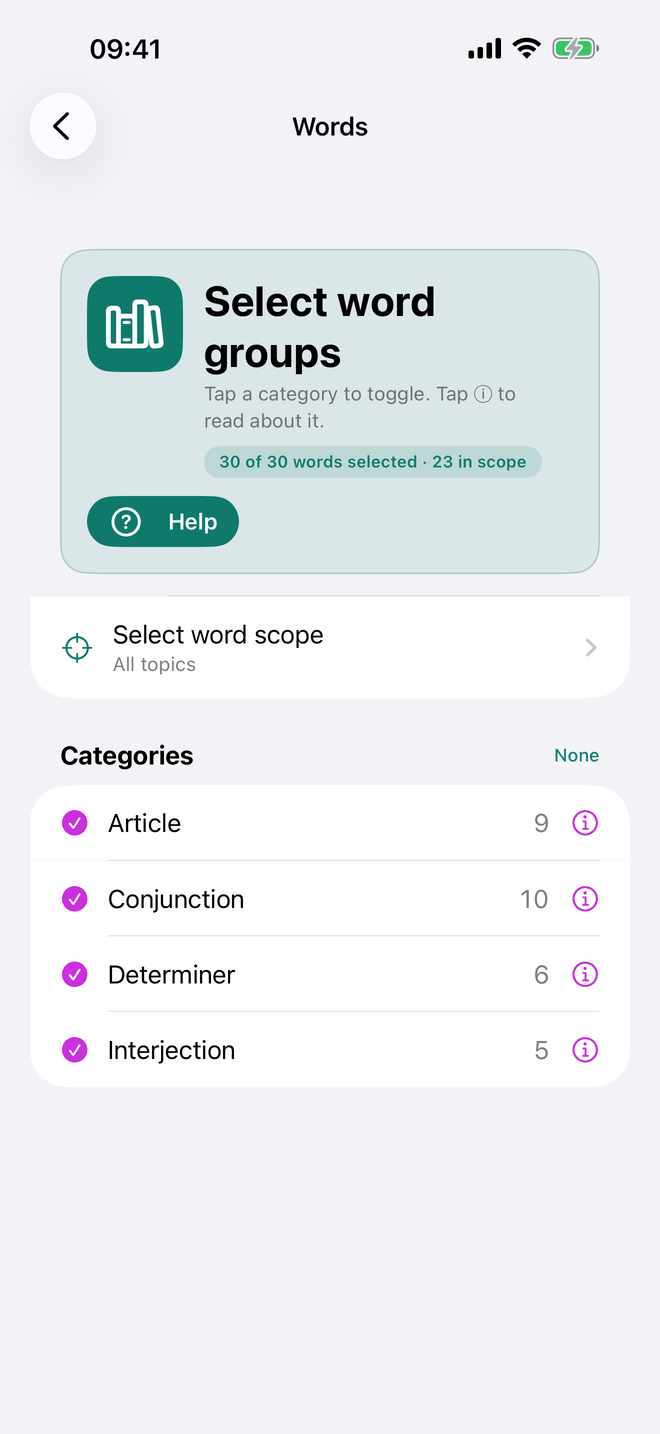 09:41
Words
Select word
groups
Tap a category to toggle. Tap ⓘ to
read about it.
30 of 30 words selected · 23 in scope
Help
Select word scope
All topics
Categories
None
Article 9
Conjunction 10
Determiner 6
Interjection 5